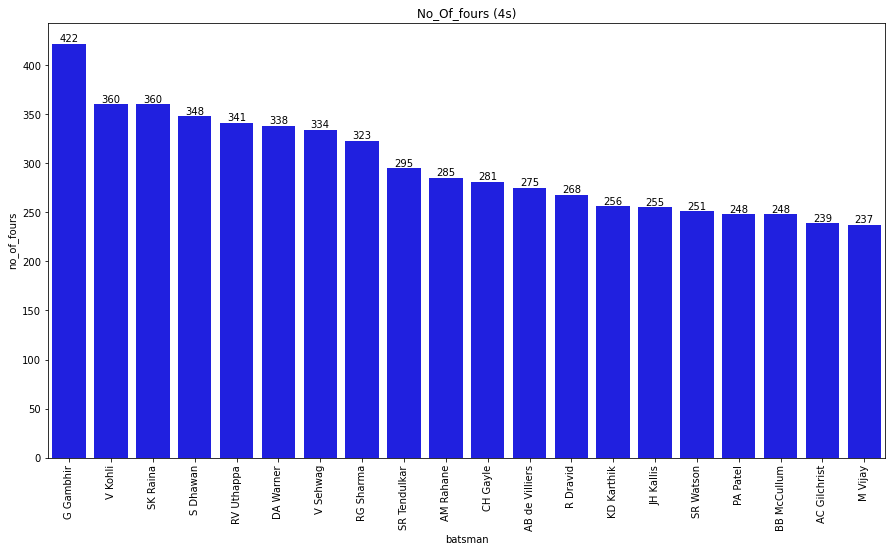 No_Of_fours (4s)
no_of_fours
400
350
300
250
200
150
100
50
0
422
360
360
348
341
338
334
323
295
285
281
275
268
256
255
251
248
248
239
237
G Gambhir
V Kohli
SK Raina
S Dhawan
RV Uthappa
DA Warner
V Sehwag
RG Sharma
SR Tendulkar
AM Rahane
CH Gayle
AB de Villiers
R Dravid
KD Karthik
JH Kallis
SR Watson
PA Patel
BB McCullum
AC Gilchrist
M Vijay
batsman